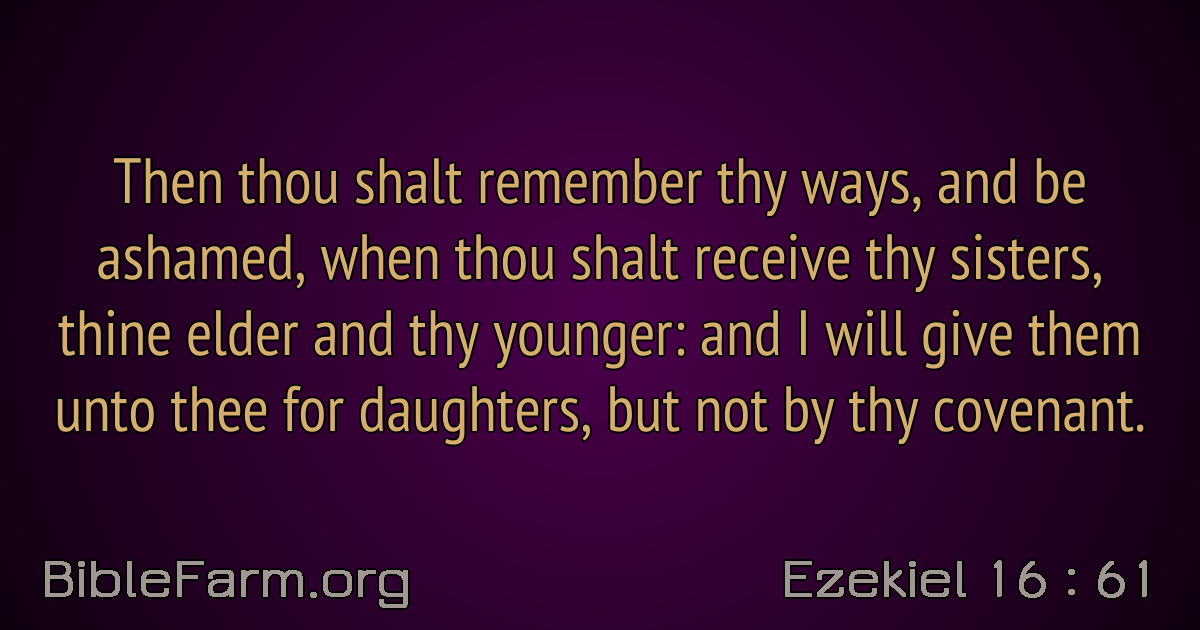 Then thou shalt remember thy ways, and be
ashamed, when thou shalt receive thy sisters,
thine elder and thy younger: and I will give them
unto thee for daughters, but not by thy covenant.
BibleFarm.org
Ezekiel 16 : 61